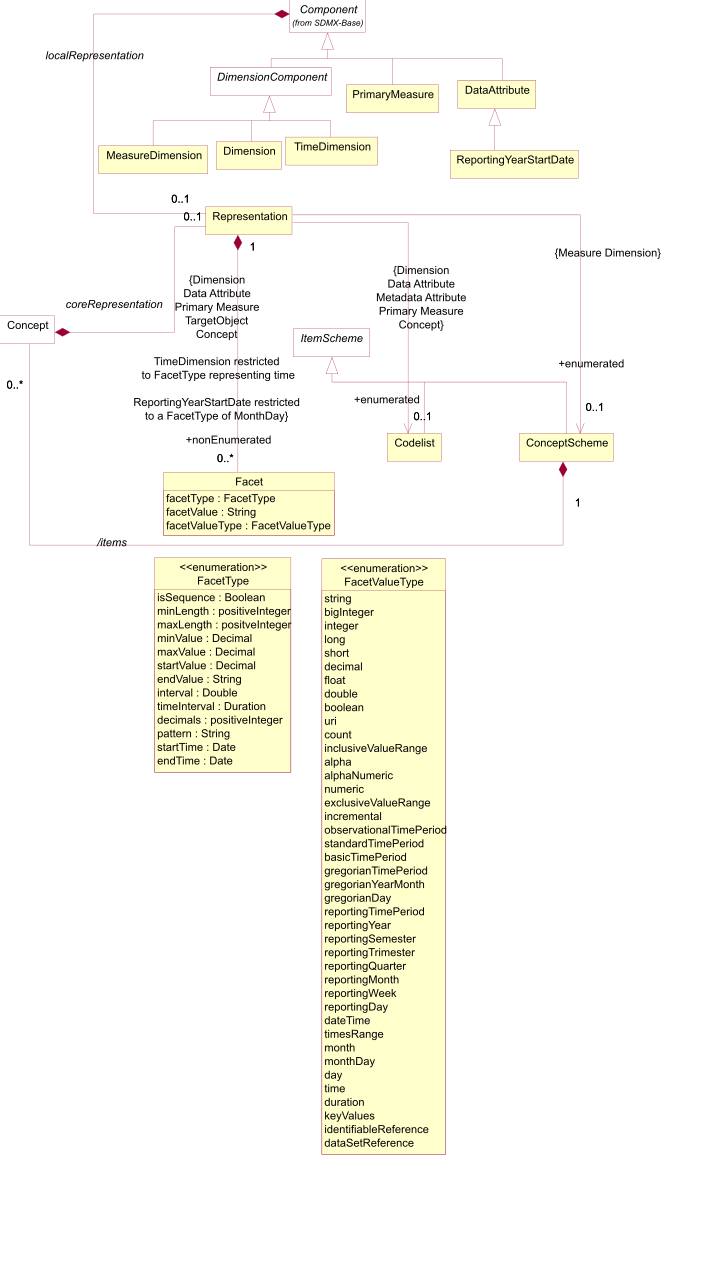 Component
(from SDMX-Base)
localRepresentation
DimensionComponent
PrimaryMeasure
DataAttribute
MeasureDimension
Dimension
TimeDimension
ReportingYearStartDate
0..1
0..1
Representation
1
{Measure Dimension}
{Dimension
Data Attribute
Primary Measure
TargetObject
Concept
{Dimension
Data Attribute
Metadata Attribute
Primary Measure
Concept}
coreRepresentation
Concept
ItemScheme
TimeDimension restricted
to FacetType representing time
+enumerated
0..*
ReportingYearStartDate restricted
to a FacetType of MonthDay}
+enumerated
0..1
0..1
+nonEnumerated
0..*
Codelist
ConceptScheme
Facet
facetType : FacetType
facetValue : String
facetValueType : FacetValueType
1
/items
<<enumeration>>
FacetType
isSequence : Boolean
minLength : positiveInteger
maxLength : positveInteger
minValue : Decimal
maxValue : Decimal
startValue : Decimal
endValue : String
interval : Double
timeInterval : Duration
decimals : positiveInteger
pattern : String
startTime : Date
endTime : Date
<<enumeration>>
FacetValueType
string
bigInteger
integer
long
short
decimal
float
double
boolean
uri
count
inclusiveValueRange
alpha
alphaNumeric
numeric
exclusiveValueRange
incremental
observationalTimePeriod
standardTimePeriod
basicTimePeriod
gregorianTimePeriod
gregorianYearMonth
gregorianDay
reportingTimePeriod
reportingYear
reportingSemester
reportingTrimester
reportingQuarter
reportingMonth
reportingWeek
reportingDay
dateTime
timesRange
month
monthDay
day
time
duration
keyValues
identifiableReference
dataSetReference